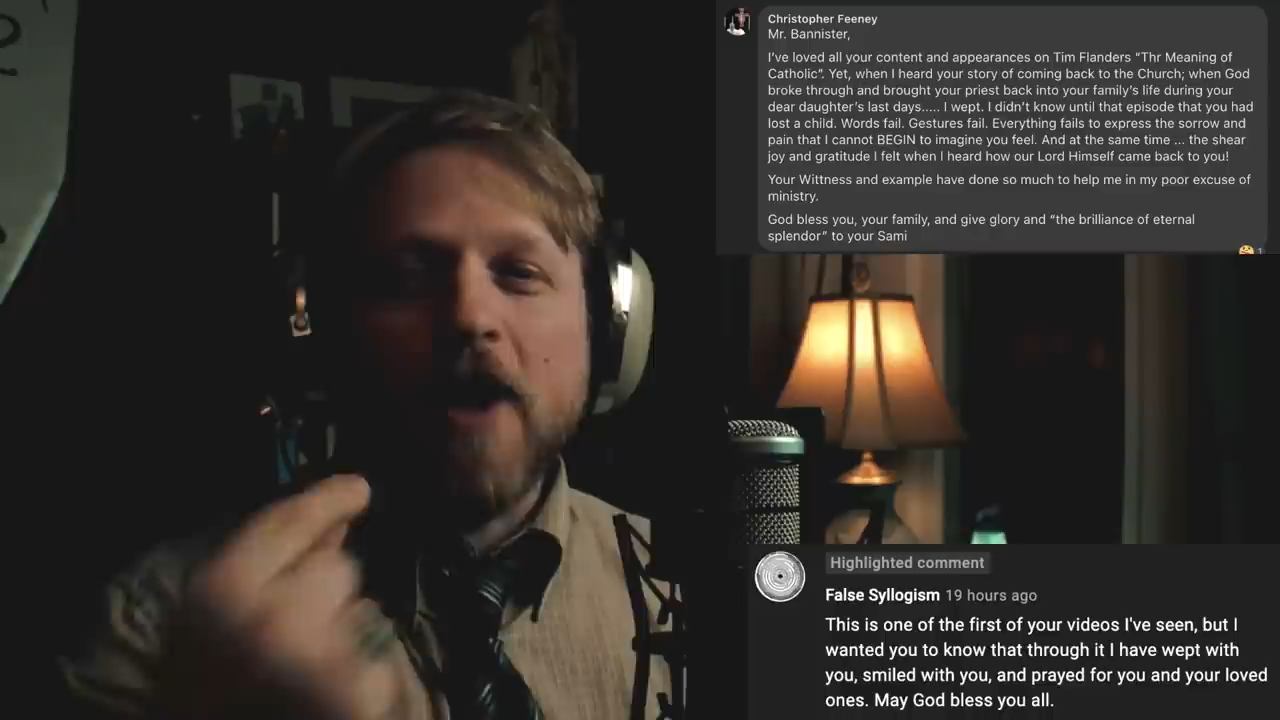 Christopher Feeney
Mr. Bannister,
I've loved all your content and appearances on Tim Flanders "Thr Meaning of
Catholic". Yet, when I heard your story of coming back to the Church; when God
broke through and brought your priest back into your family's life during your
dear daughter's last days..... I wept. I didn't know until that episode that you had
lost a child. Words fail. Gestures fail. Everything fails to express the sorrow and
pain that I cannot BEGIN to imagine you feel. And at the same time ... the shear
joy and gratitude I felt when I heard how our Lord Himself came back to you!
Your Wittness and example have done so much to help me in my poor excuse of
ministry.
God bless you, your family, and give glory and "the brilliance of eternal
splendor" to your Sami
1
Highlighted comment
False Syllogism 19 hours ago
This is one of the first of your videos I've seen, but I
wanted you to know that through it I have wept with
you, smiled with you, and prayed for you and your loved
ones. May God bless you all.